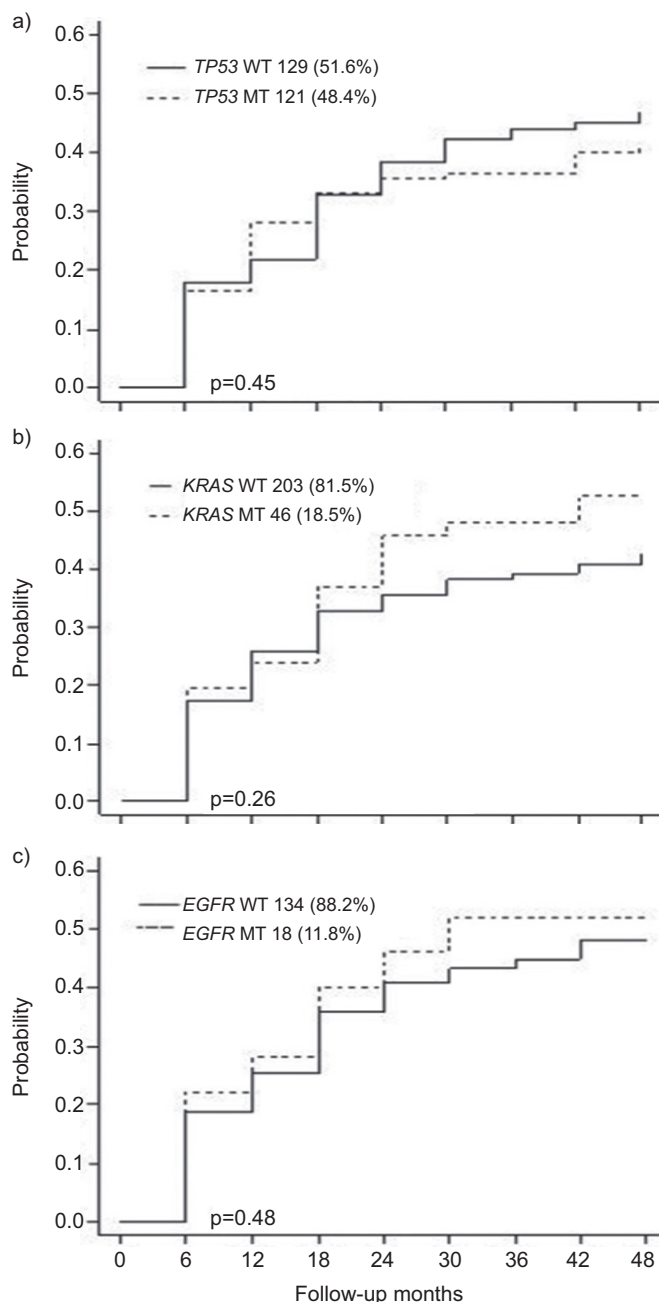 a)
0.6
TP53 WT 129 (51.6%)
TP53 MT 121 (48.4%)
0.5
0.4
0.3
0.2
0.1
0.0
Probability
p=0.45
b)
0.6
KRAS WT 203 (81.5%)
KRAS MT 46 (18.5%)
0.5
0.4
0.3
0.2
0.1
0.0
Probability
p=0.26
c)
0.6
EGFR WT 134 (88.2%)
EGFR MT 18 (11.8%)
0.5
0.4
0.3
0.2
0.1
0.0
Probability
p=0.48
0 6 12 18 24 30 36 42 48
Follow-up months